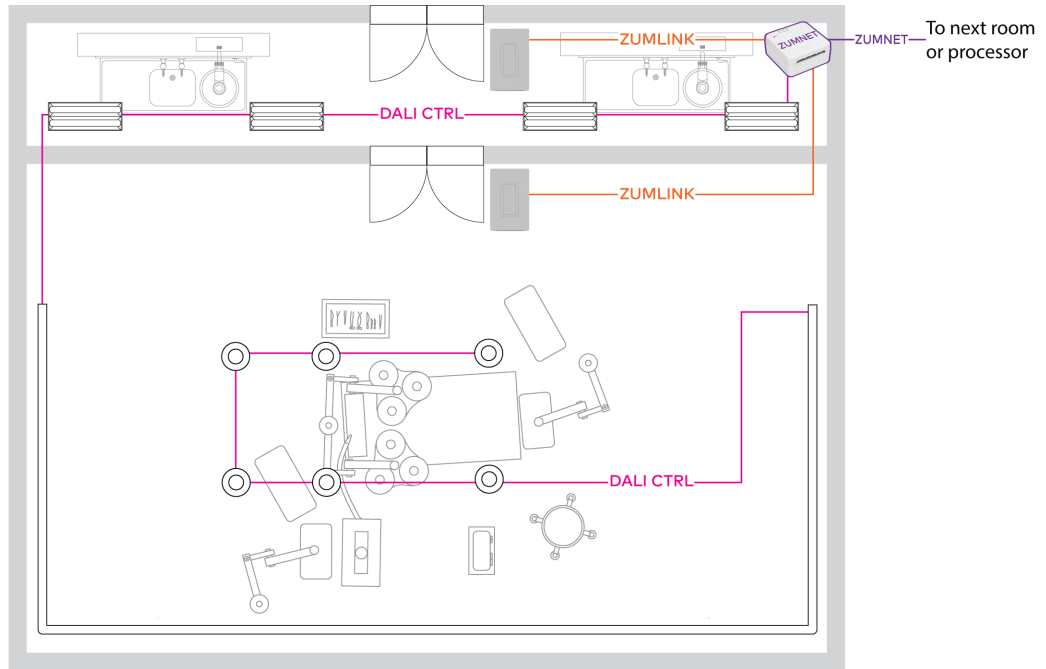 ZUMLINK
ZUMNET
ZUMNET
To next room
or processor
DALI CTRL
ZUMLINK
DALI CTRL